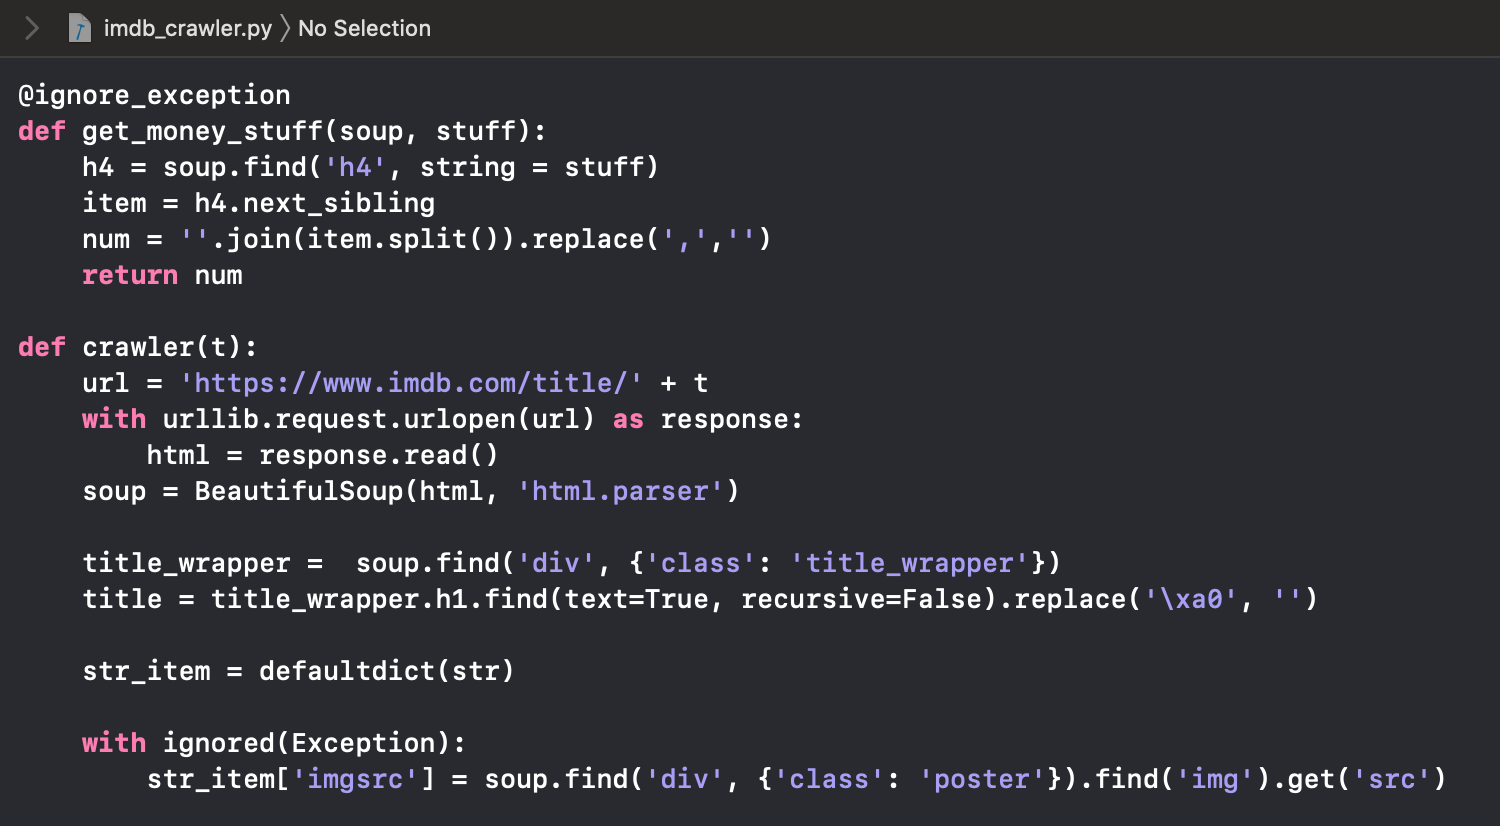 imdb_crawler.py 〉 No Selection
@ignore_exception
def get_money_stuff(soup, stuff):
    h4 = soup.find('h4', string = stuff)
    item = h4.next_sibling
    num = ''.join(item.split()).replace(',','')
    return num
def crawler(t):
    url = 'https://www.imdb.com/title/' + t
    with urllib.request.urlopen(url) as response:
        html = response.read()
    soup = BeautifulSoup(html, 'html.parser')
    title_wrapper =  soup.find('div', {'class': 'title_wrapper'})
    title = title_wrapper.h1.find(text=True, recursive=False).replace('\xa0', '')
    str_item = defaultdict(str)
    with ignored(Exception):
        str_item['imgsrc'] = soup.find('div', {'class': 'poster'}).find('img').get('src')